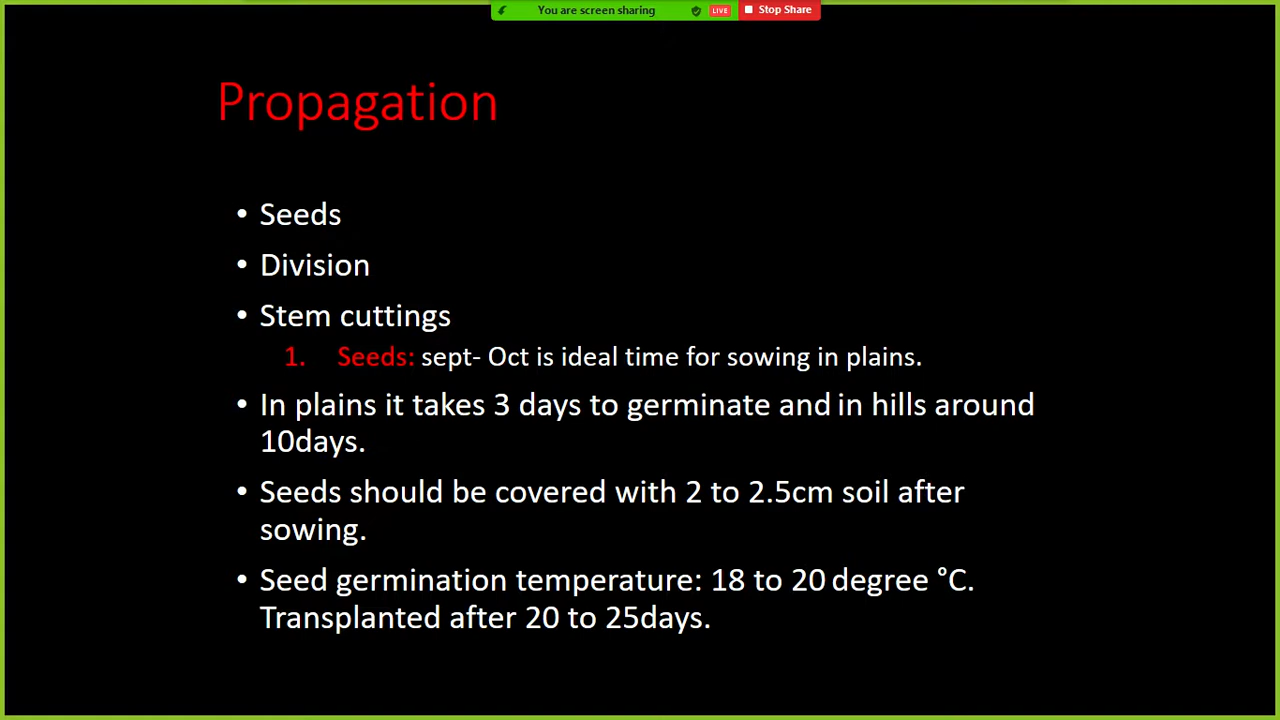 You are screen sharing LIVE Stop Share
Propagation
• Seeds
• Division
• Stem cuttings
1. Seeds: sept- Oct is ideal time for sowing in plains.
• In plains it takes 3 days to germinate and in hills around
10days.
• Seeds should be covered with 2 to 2.5cm soil after
sowing.
• Seed germination temperature: 18 to 20 degree °C.
Transplanted after 20 to 25days.